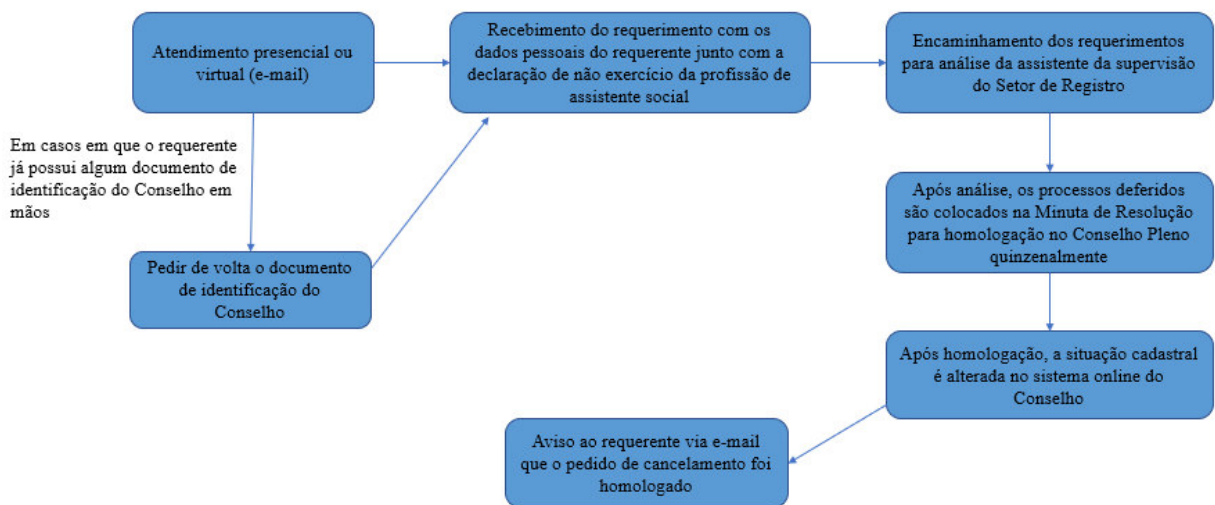 Atendimento presencial ou
virtual (e-mail)
Recebimento do requerimento com os
dados pessoais do requerente junto com a
declaração de não exercício da profissão de
assistente social
Encaminhamento dos requerimentos
para análise da assistente da supervisão
do Setor de Registro
Em casos em que o requerente
já possui algum documento de
identificação do Conselho em
mãos
Pedir de volta o documento
de identificação do
Conselho
Após análise, os processos deferidos
são colocados na Minuta de Resolução
para homologação no Conselho Pleno
quinzenalmente
Após homologação, a situação cadastral
é alterada no sistema online do
Conselho
Aviso ao requerente via e-mail
que o pedido de cancelamento foi
homologado